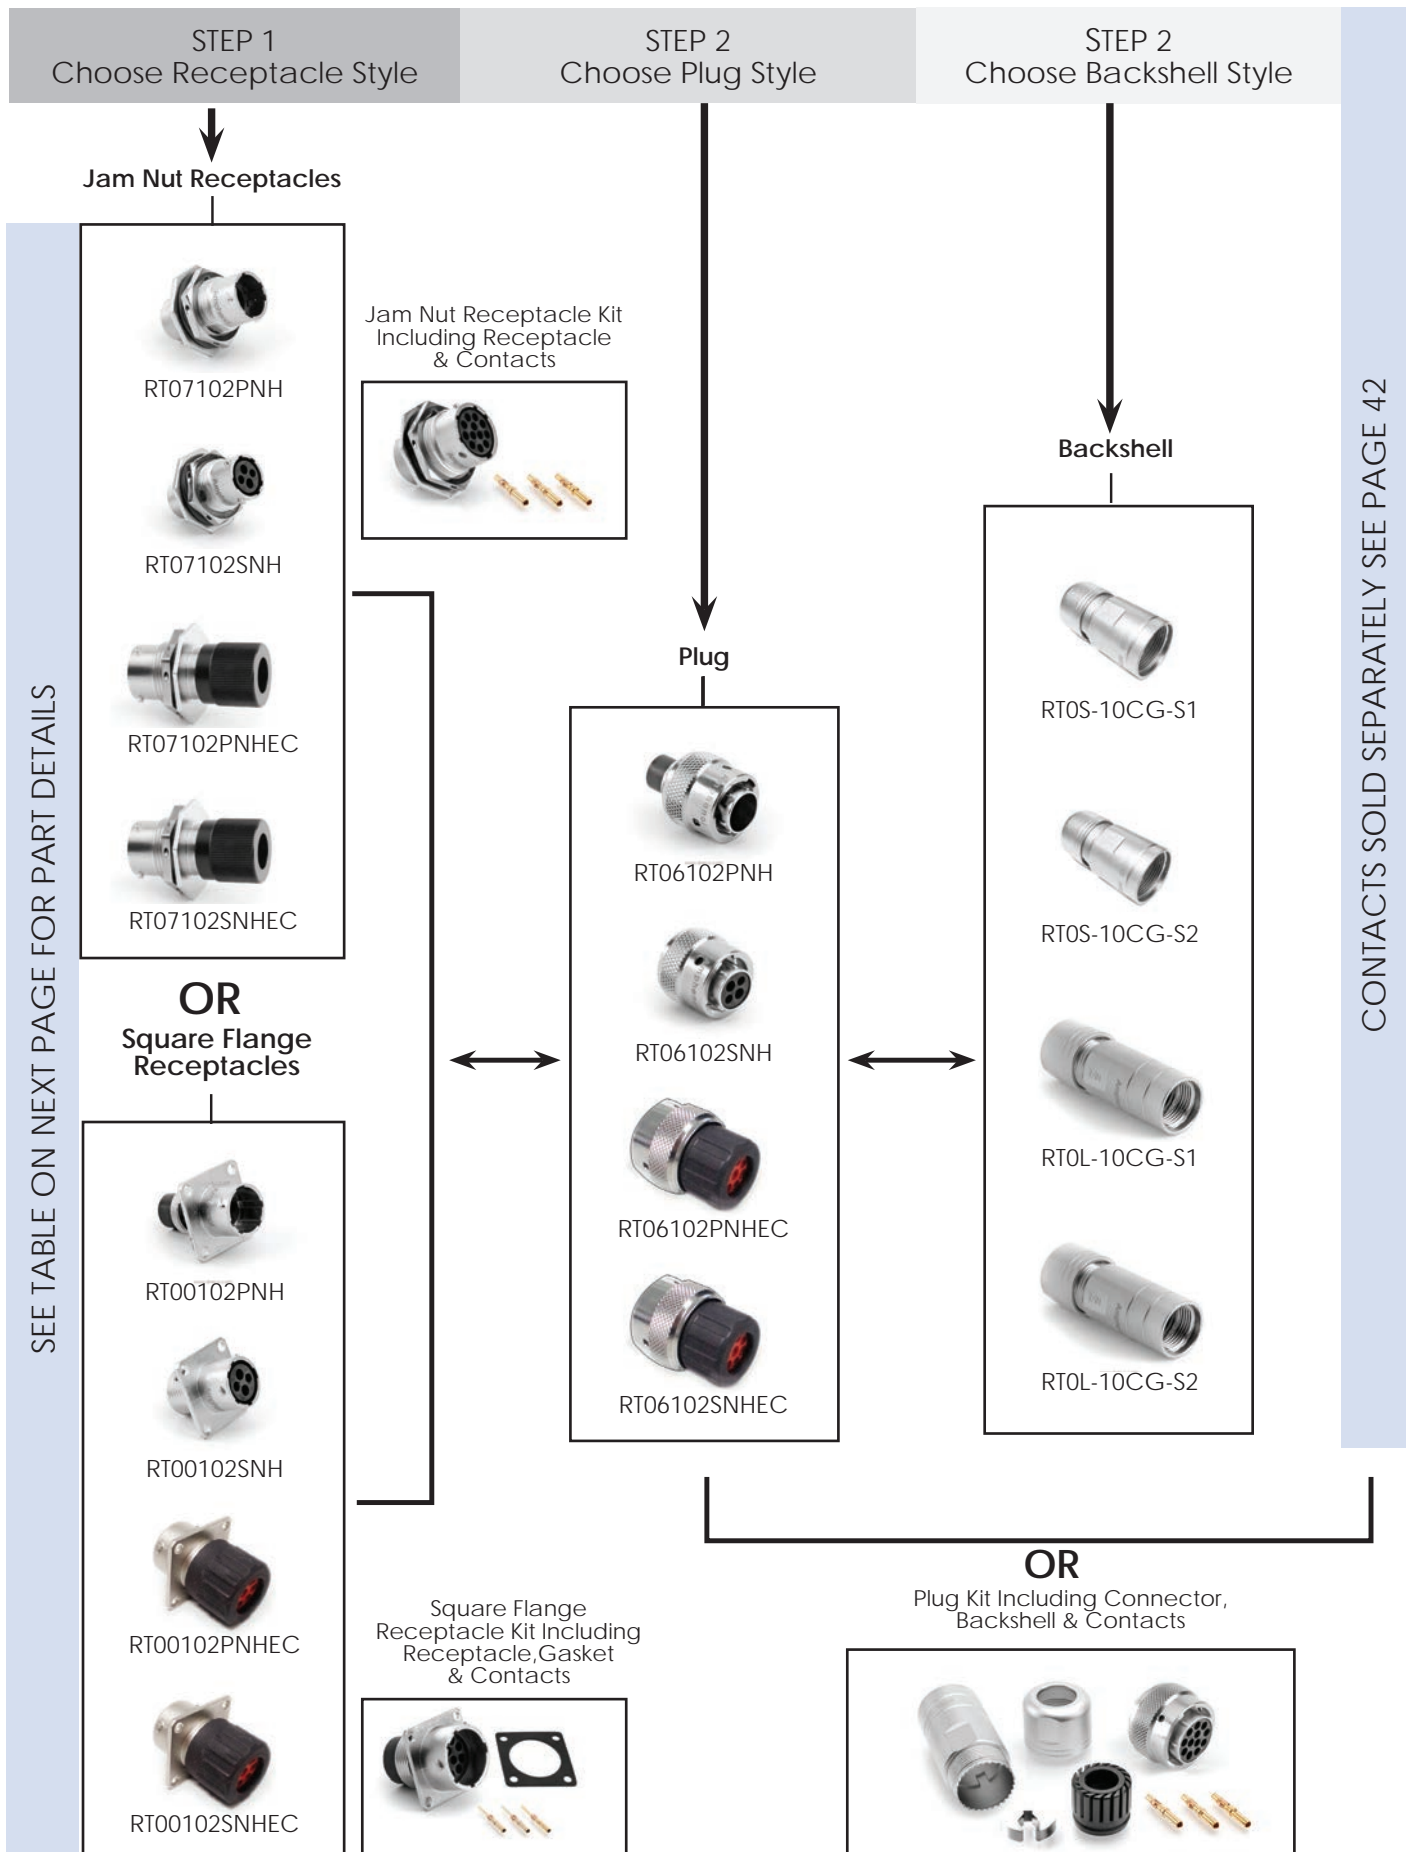 STEP 1
Choose Receptacle Style
STEP 2
Choose Plug Style
STEP 2
Choose Backshell Style
Jam Nut Receptacles
RT07102PNH
RT07102SNH
RT07102PNHEC
RT07102SNHEC
Jam Nut Receptacle Kit
Including Receptacle
& Contacts
OR
Square Flange
Receptacles
RT00102PNH
RT00102SNH
RT00102PNHEC
RT00102SNHEC
Square Flange
Receptacle Kit Including
Receptacle,Gasket
& Contacts
Plug
RT06102PNH
RT06102SNH
RT06102PNHEC
RT06102SNHEC
Backshell
RT0S-10CG-S1
RT0S-10CG-S2
RT0L-10CG-S1
RT0L-10CG-S2
OR
Plug Kit Including Connector,
Backshell & Contacts
SEE TABLE ON NEXT PAGE FOR PART DETAILS
CONTACTS SOLD SEPARATELY SEE PAGE 42